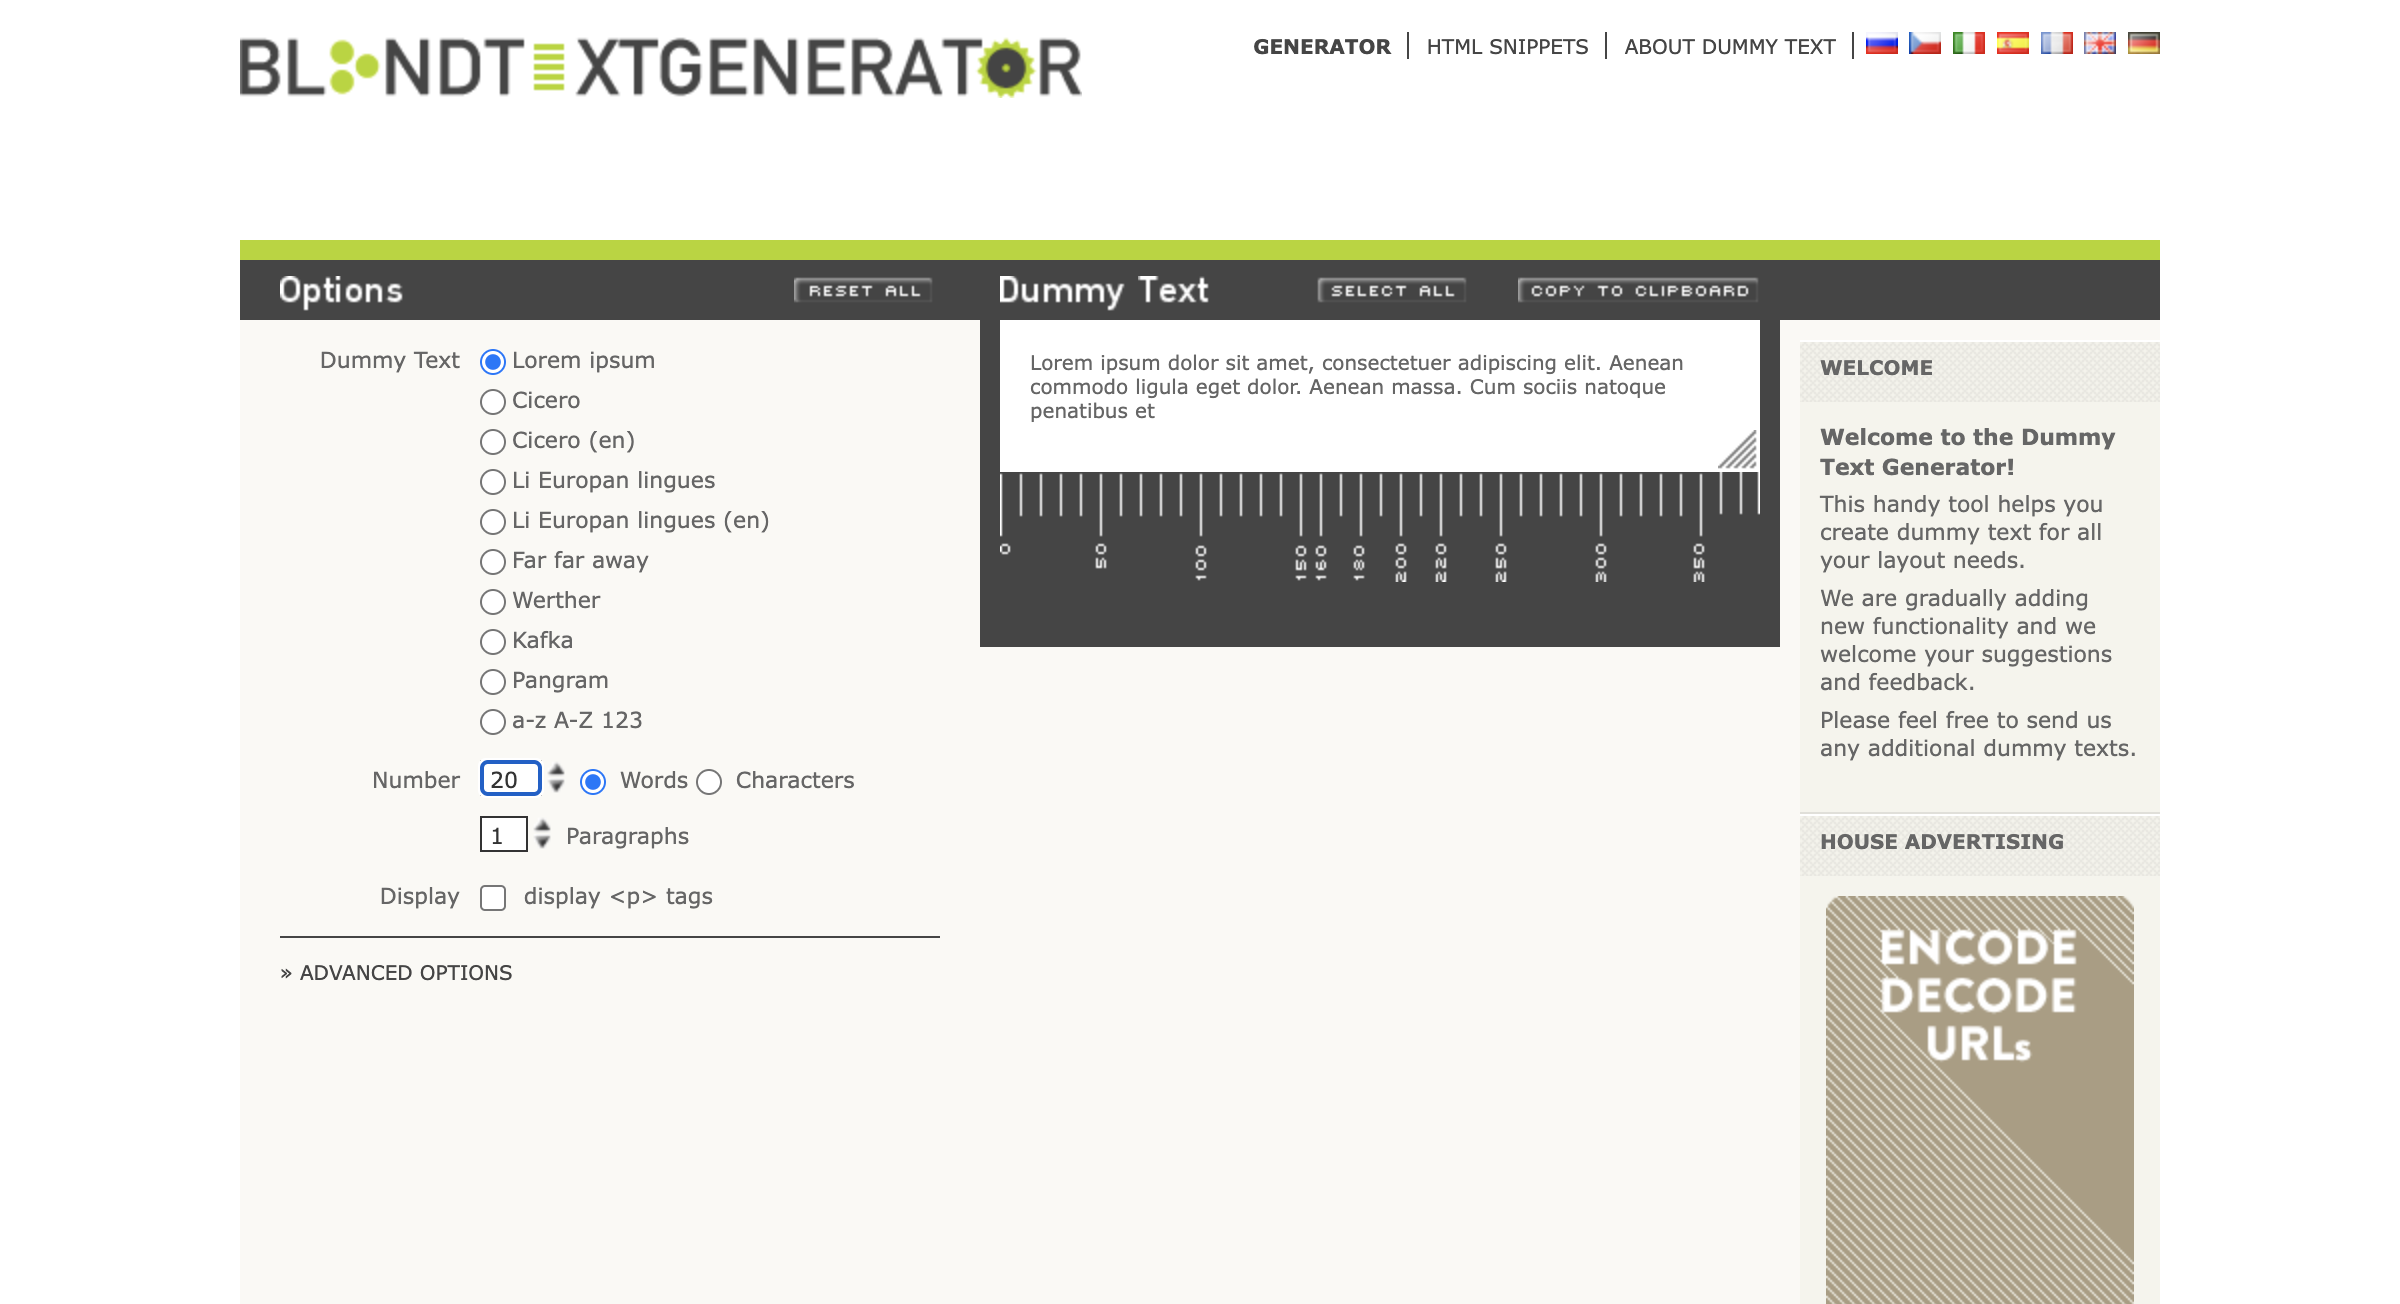 BLINDTEXTGENERATOR
GENERATOR
HTML SNIPPETS
ABOUT DUMMY TEXT
Options
RESET ALL
Dummy Text
SELECT ALL
COPY TO CLIPBOARD
Dummy Text
Lorem ipsum
Cicero
Cicero (en)
Li Europan lingues
Li Europan lingues (en)
Far far away
Werther
Kafka
Pangram
a-z A-Z 123
Number 20 Words Characters
1 Paragraphs
Display display <p> tags
» ADVANCED OPTIONS
Lorem ipsum dolor sit amet, consectetuer adipiscing elit. Aenean
commodo ligula eget dolor. Aenean massa. Cum sociis natoque
penatibus et
0 50 100 150 160 180 200 220 250 300 350
WELCOME
Welcome to the Dummy
Text Generator!
This handy tool helps you
create dummy text for all
your layout needs.
We are gradually adding
new functionality and we
welcome your suggestions
and feedback.
Please feel free to send us
any additional dummy texts.
HOUSE ADVERTISING
ENCODE
DECODE
URLs